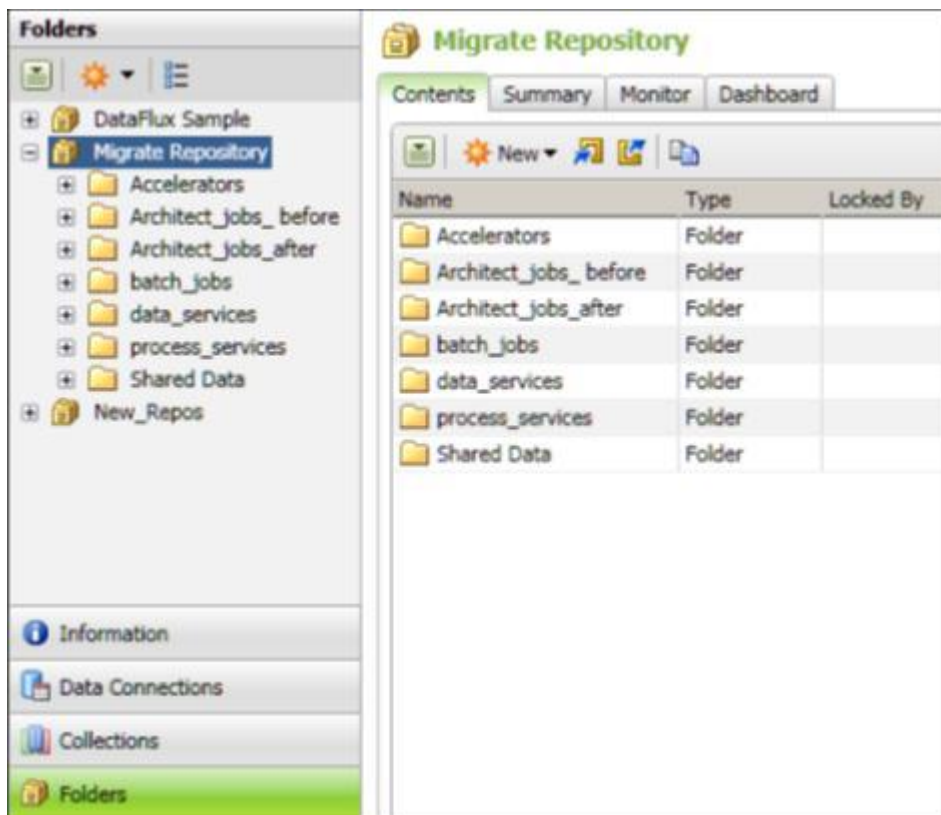 Folders
DataFlux Sample
Migrate Repository
Accelerators
Architect_jobs_ before
Architect_jobs_after
batch_jobs
data_services
process_services
Shared Data
New_Repos
Information
Data Connections
Collections
Folders
Migrate Repository
Contents Summary Monitor Dashboard
New
Name Type Locked By
Accelerators Folder
Architect_jobs_ before Folder
Architect_jobs_after Folder
batch_jobs Folder
data_services Folder
process_services Folder
Shared Data Folder